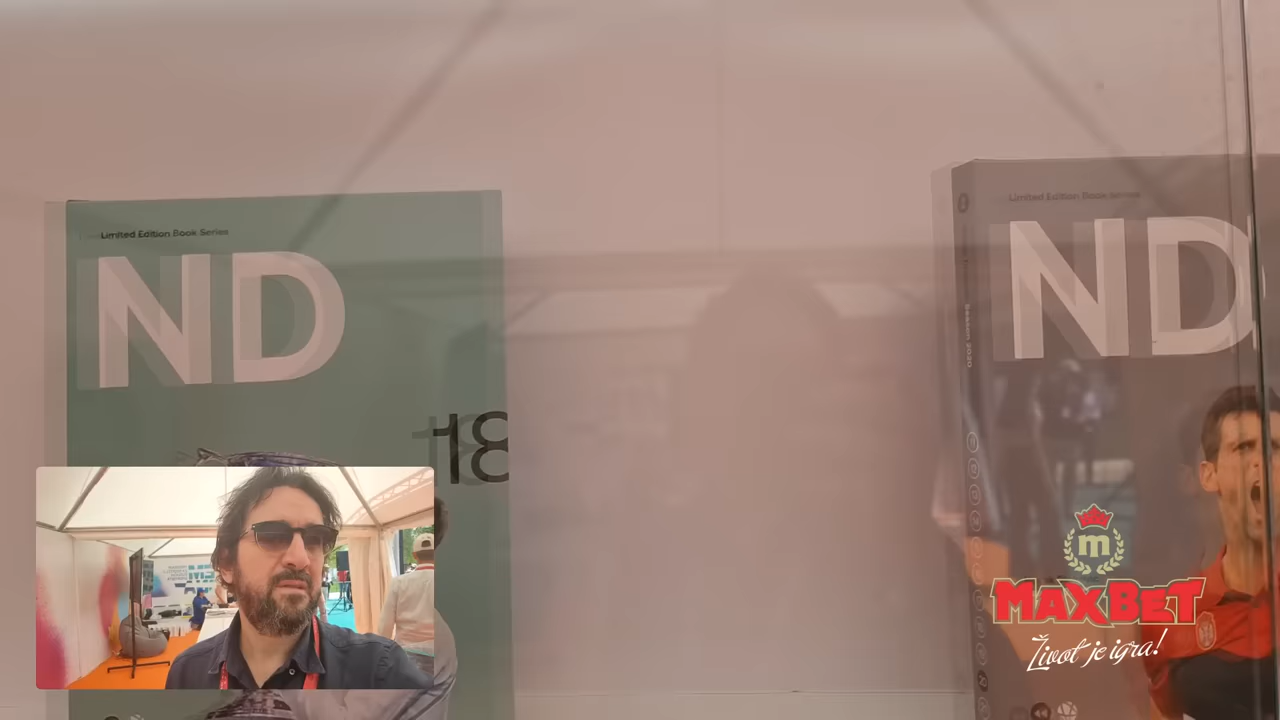 Limited Edition Book Series
ND
18
Limited Edition Book series
ND
Season 2020
m
MAXBET
Život je igra!